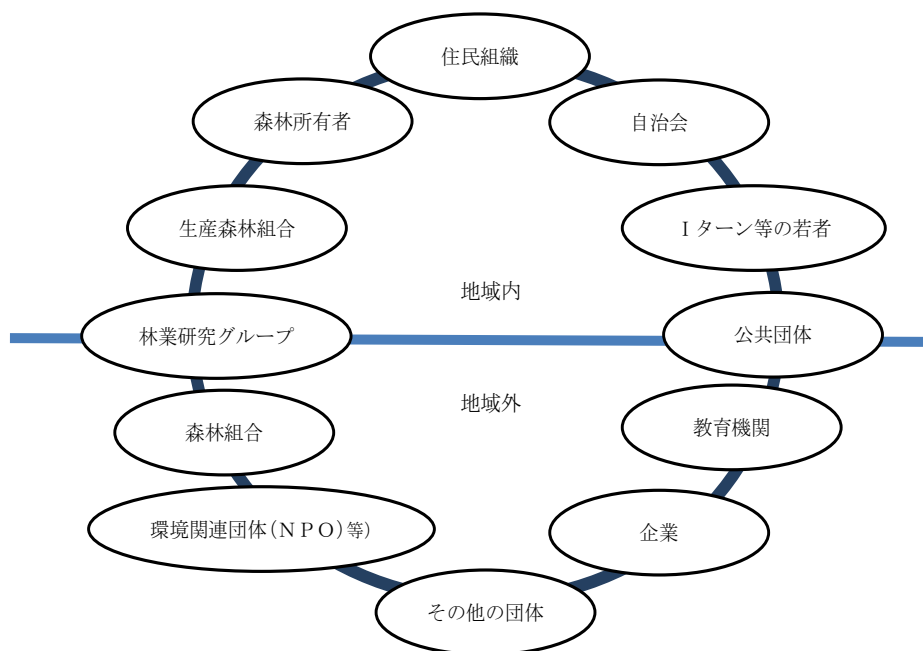 住民組織
森林所有者
自治会
生産森林組合
Ｉターン等の若者
地域内
林業研究グループ
公共団体
地域外
森林組合
教育機関
環境関連団体（ＮＰＯ）等）
企業
その他の団体